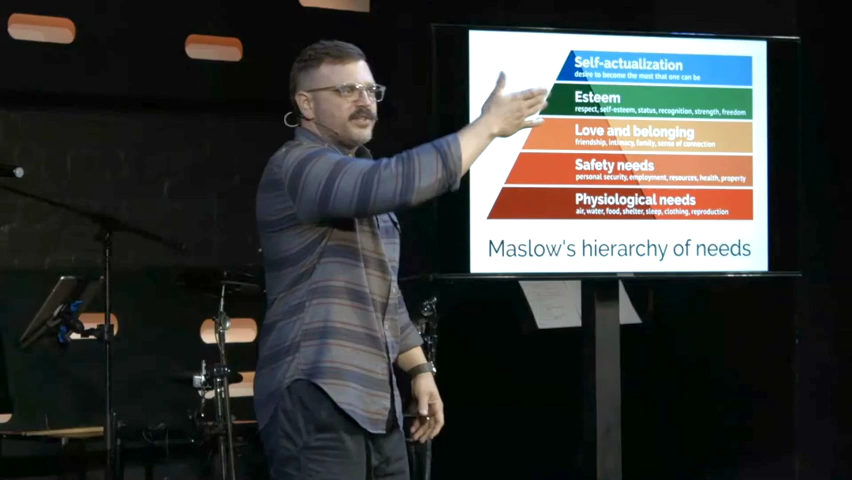 Self-actualization
desire to become the most that one can be
Esteem
respect, self-esteem, status, recognition, strength, freedom
Love and belonging
friendship, intimacy, family, sense of connection
Safety needs
personal security, employment, resources, health, property
Physiological needs
air, water, food, shelter, sleep, clothing, reproduction
Maslow's hierarchy of needs